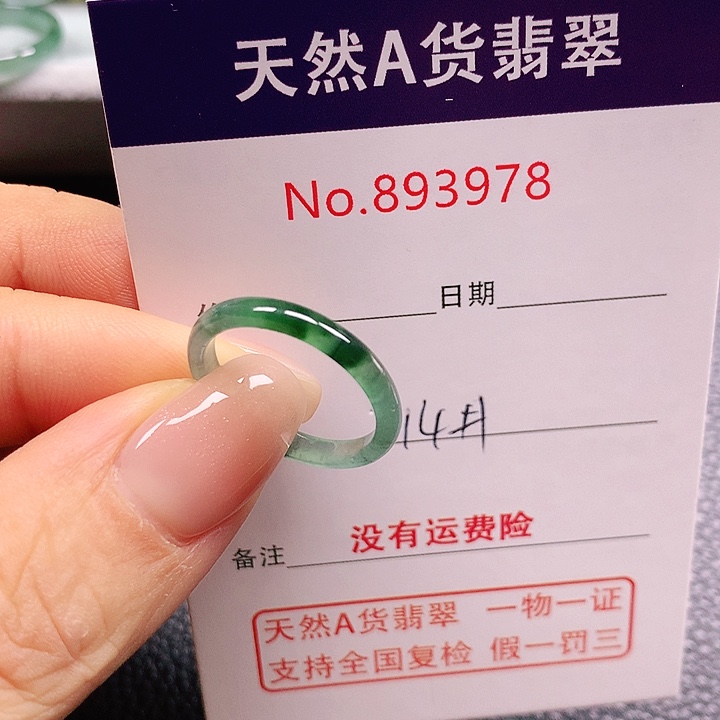 天然A货翡翠
No.893978
日期
14#
备注 没有运费险
天然A货翡翠 一物一证
支持全国复检 假一罚三